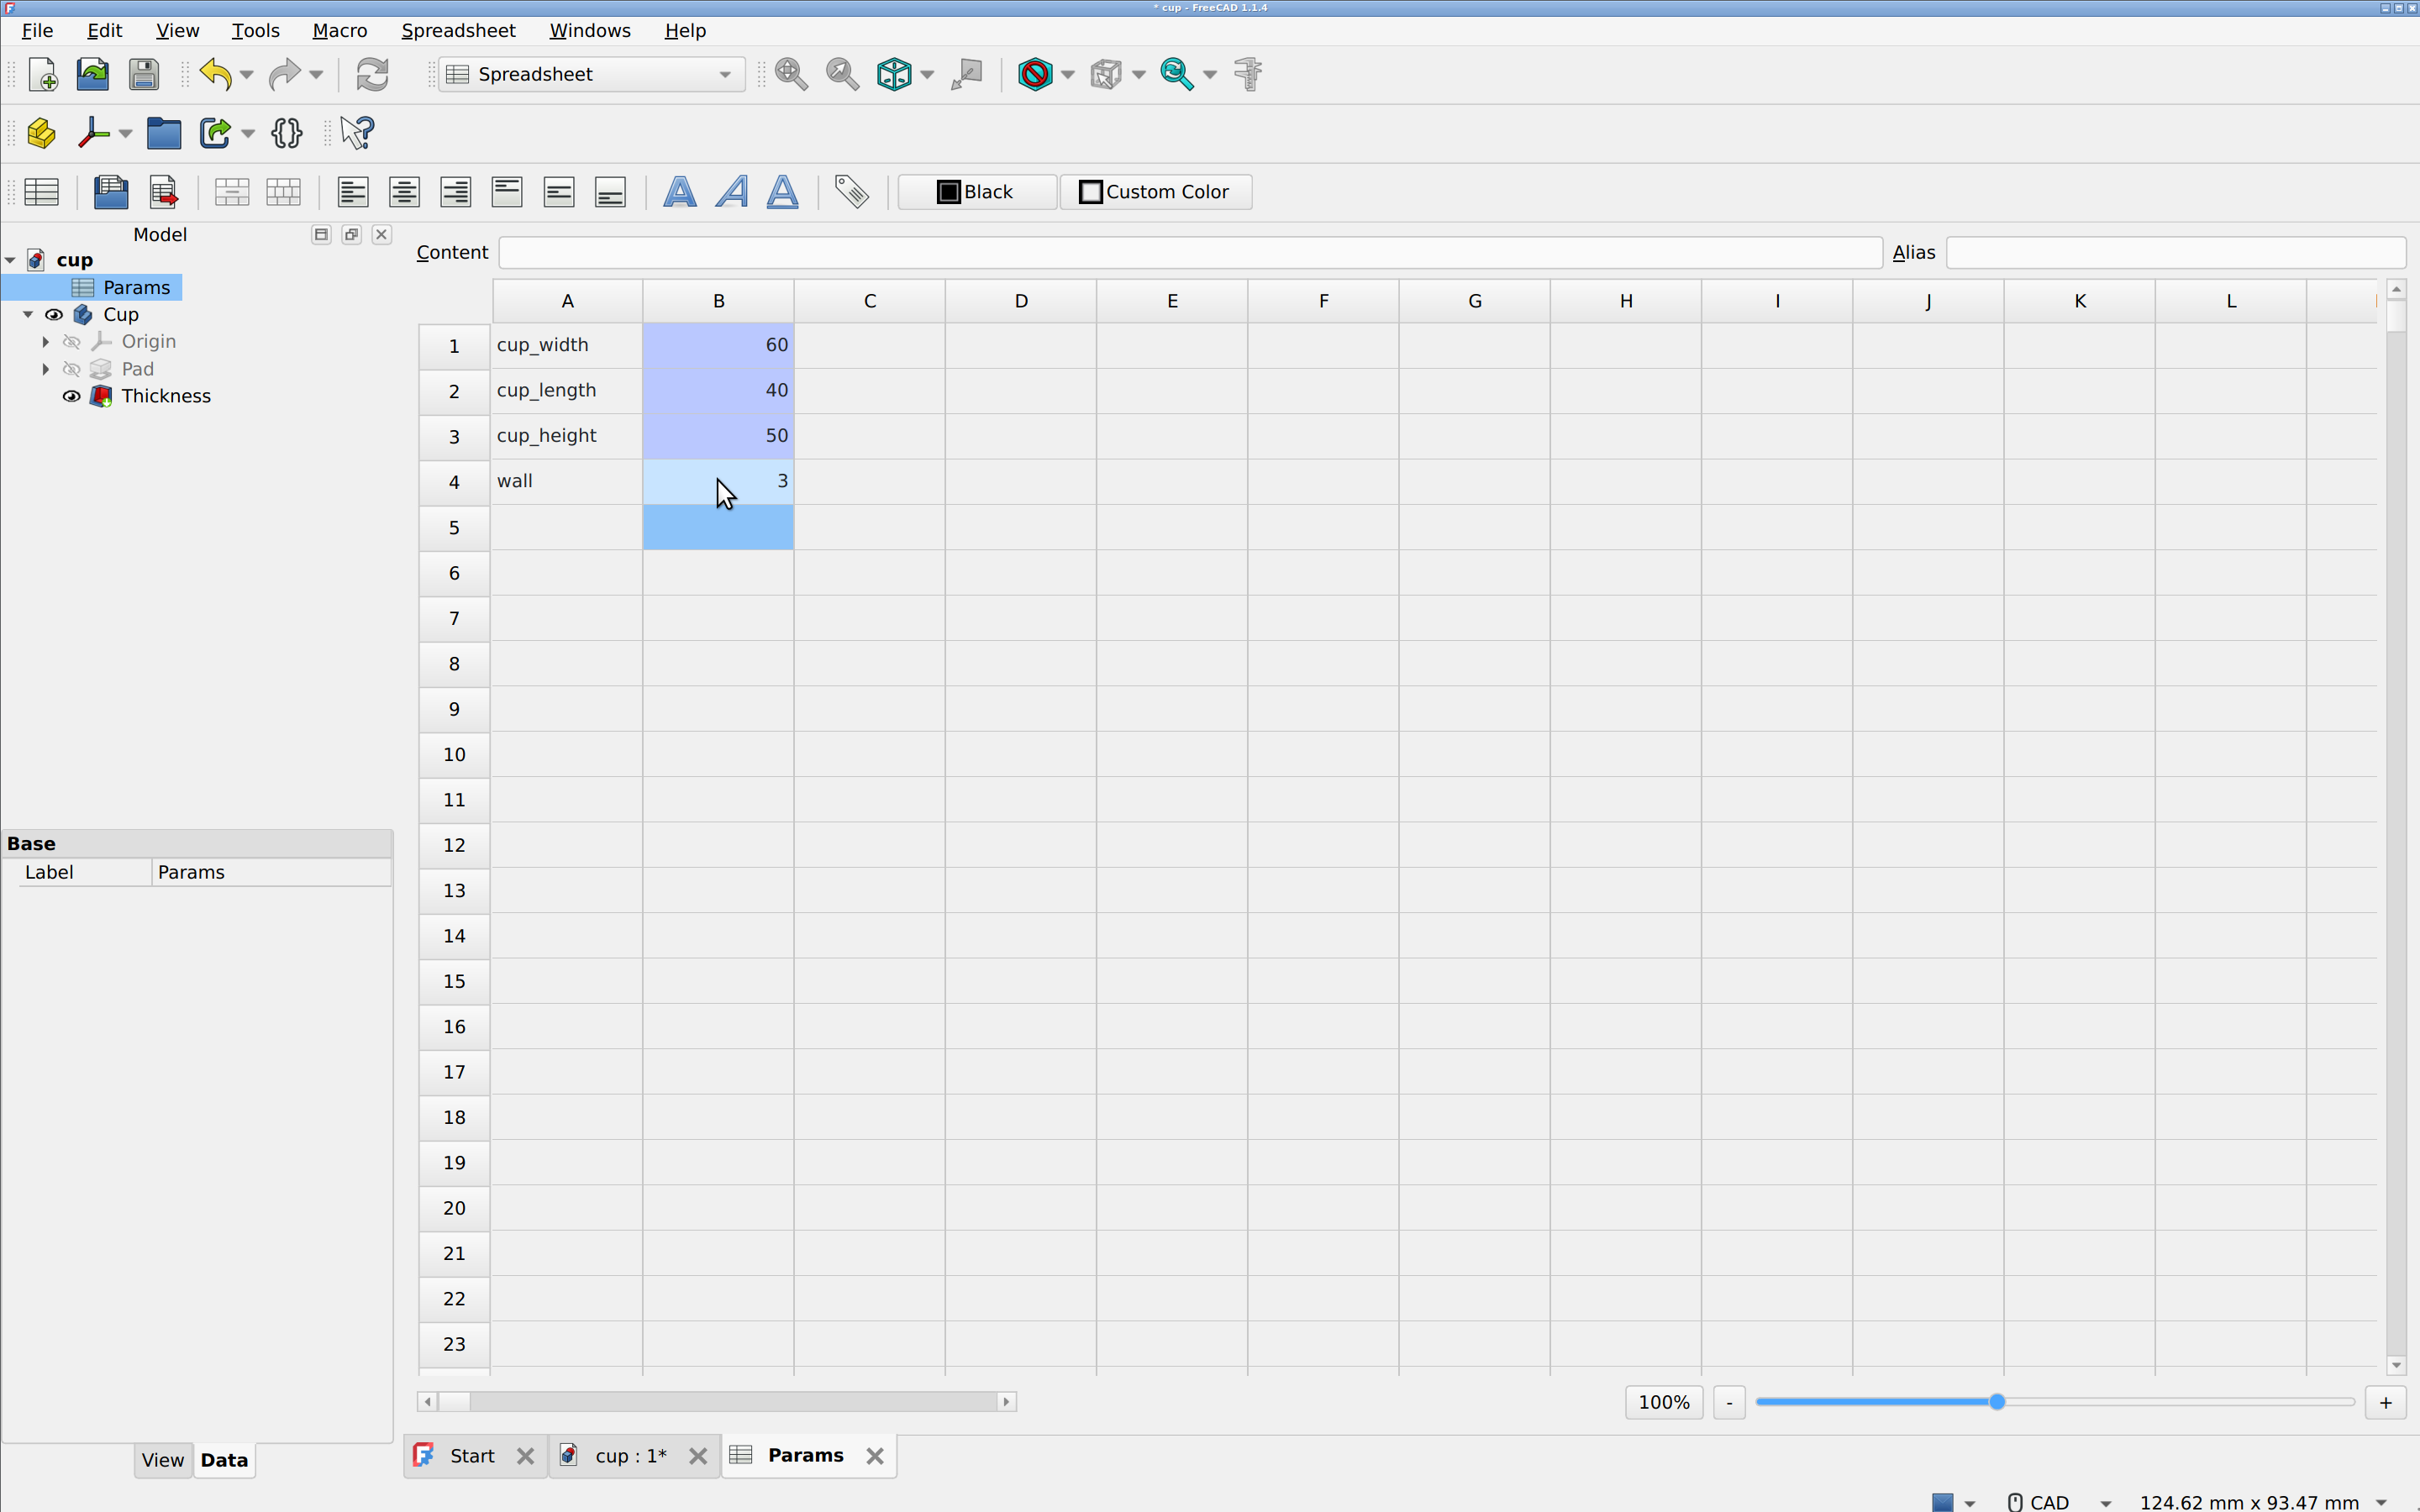 * cup - FreeCAD 1.1.4
File Edit View Tools Macro Spreadsheet Windows Help
Spreadsheet
Black Custom Color
Model
cup
Params
Cup
Origin
Pad
Thickness
Content Alias
A B C D E F G H I J K L
1 cup_width 60
2 cup_length 40
3 cup_height 50
4 wall 3
5
6
7
8
9
10
11
12
13
14
15
16
17
18
19
20
21
22
23
Base
Label Params
100% - +
View Data
Start cup : 1* Params
CAD 124.62 mm x 93.47 mm